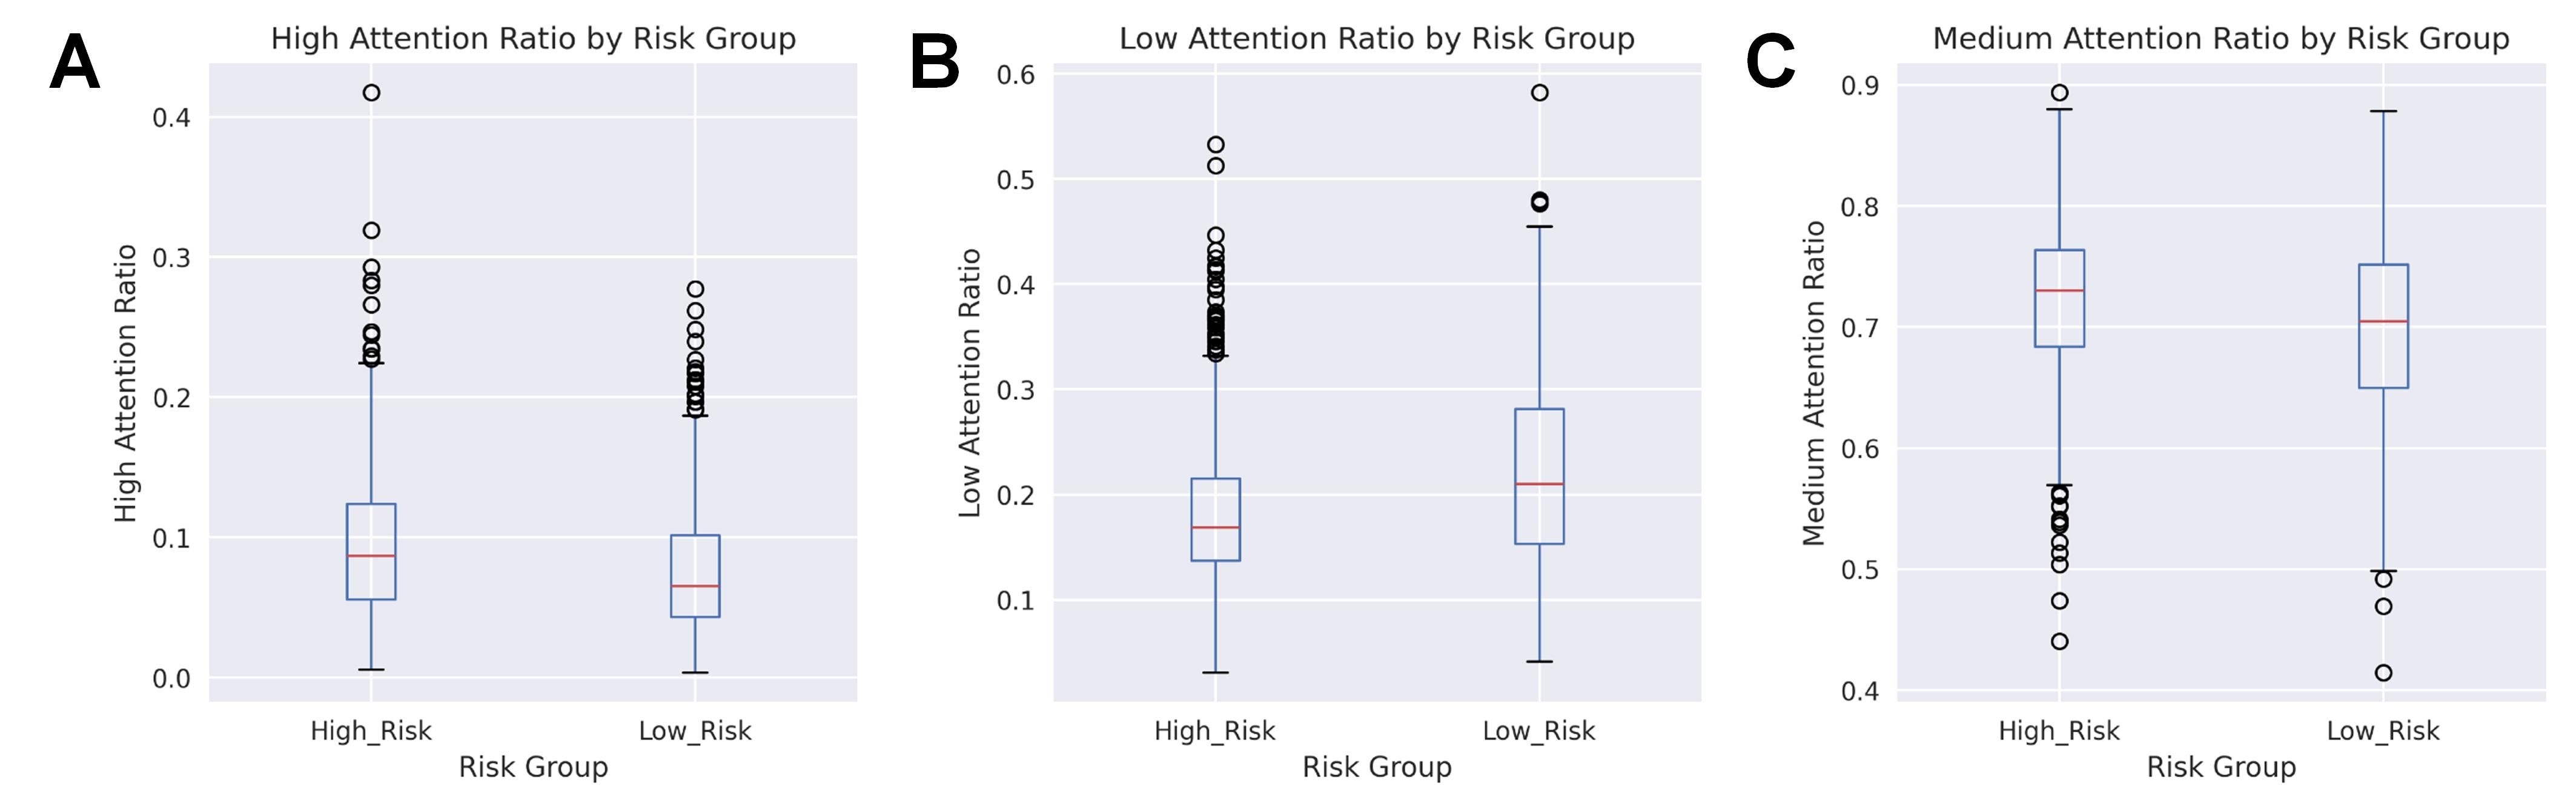 A
High Attention Ratio by Risk Group
High Attention Ratio
0.4
0.3
0.2
0.1
0.0
High_Risk
Low_Risk
Risk Group
B
Low Attention Ratio by Risk Group
Low Attention Ratio
0.6
0.5
0.4
0.3
0.2
0.1
High_Risk
Low_Risk
Risk Group
C
Medium Attention Ratio by Risk Group
Medium Attention Ratio
0.9
0.8
0.7
0.6
0.5
0.4
High_Risk
Low_Risk
Risk Group